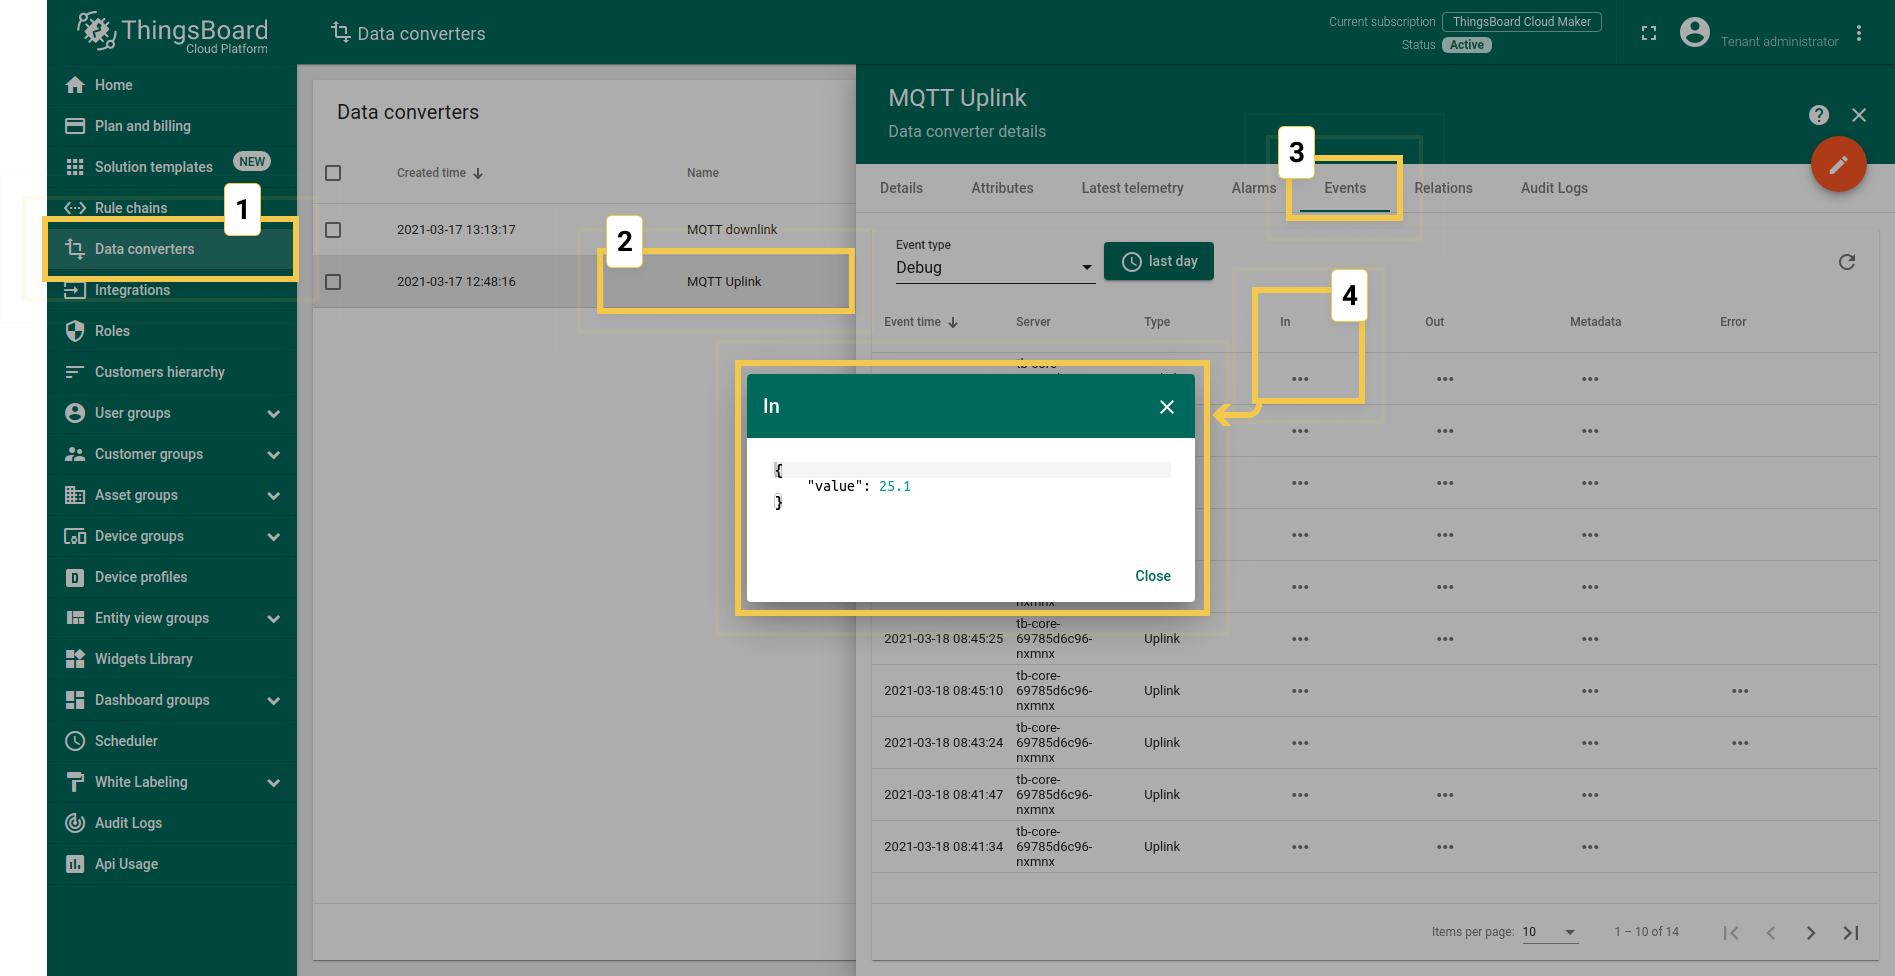 ThingsBoard
Cloud Platform
Data converters
Current subscription ThingsBoard Cloud Maker
Status Active
Tenant administrator
Home
Plan and billing
Solution templates NEW
Rule chains
1
Data converters
Integrations
Roles
Customers hierarchy
User groups
Customer groups
Asset groups
Device groups
Device profiles
Entity view groups
Widgets Library
Dashboard groups
Scheduler
White Labeling
Audit Logs
Api Usage
Data converters
Created time Name
2021-03-17 13:13:17 MQTT downlink
2
2021-03-17 12:48:16 MQTT Uplink
MQTT Uplink
Data converter details
?
3
Details Attributes Latest telemetry Alarms Events Relations Audit Logs
Event type
Debug
last day
4
Event time Server Type In Out Metadata Error
In
{
"value": 25.1
}
Close
2021-03-18 08:45:25 tb-core-
69785d6c96- Uplink
nxmnx
2021-03-18 08:45:10 tb-core-
69785d6c96- Uplink
nxmnx
2021-03-18 08:43:24 tb-core-
69785d6c96- Uplink
nxmnx
2021-03-18 08:41:47 tb-core-
69785d6c96- Uplink
nxmnx
2021-03-18 08:41:34 tb-core-
69785d6c96- Uplink
nxmnx
Items per page: 10 1 – 10 of 14